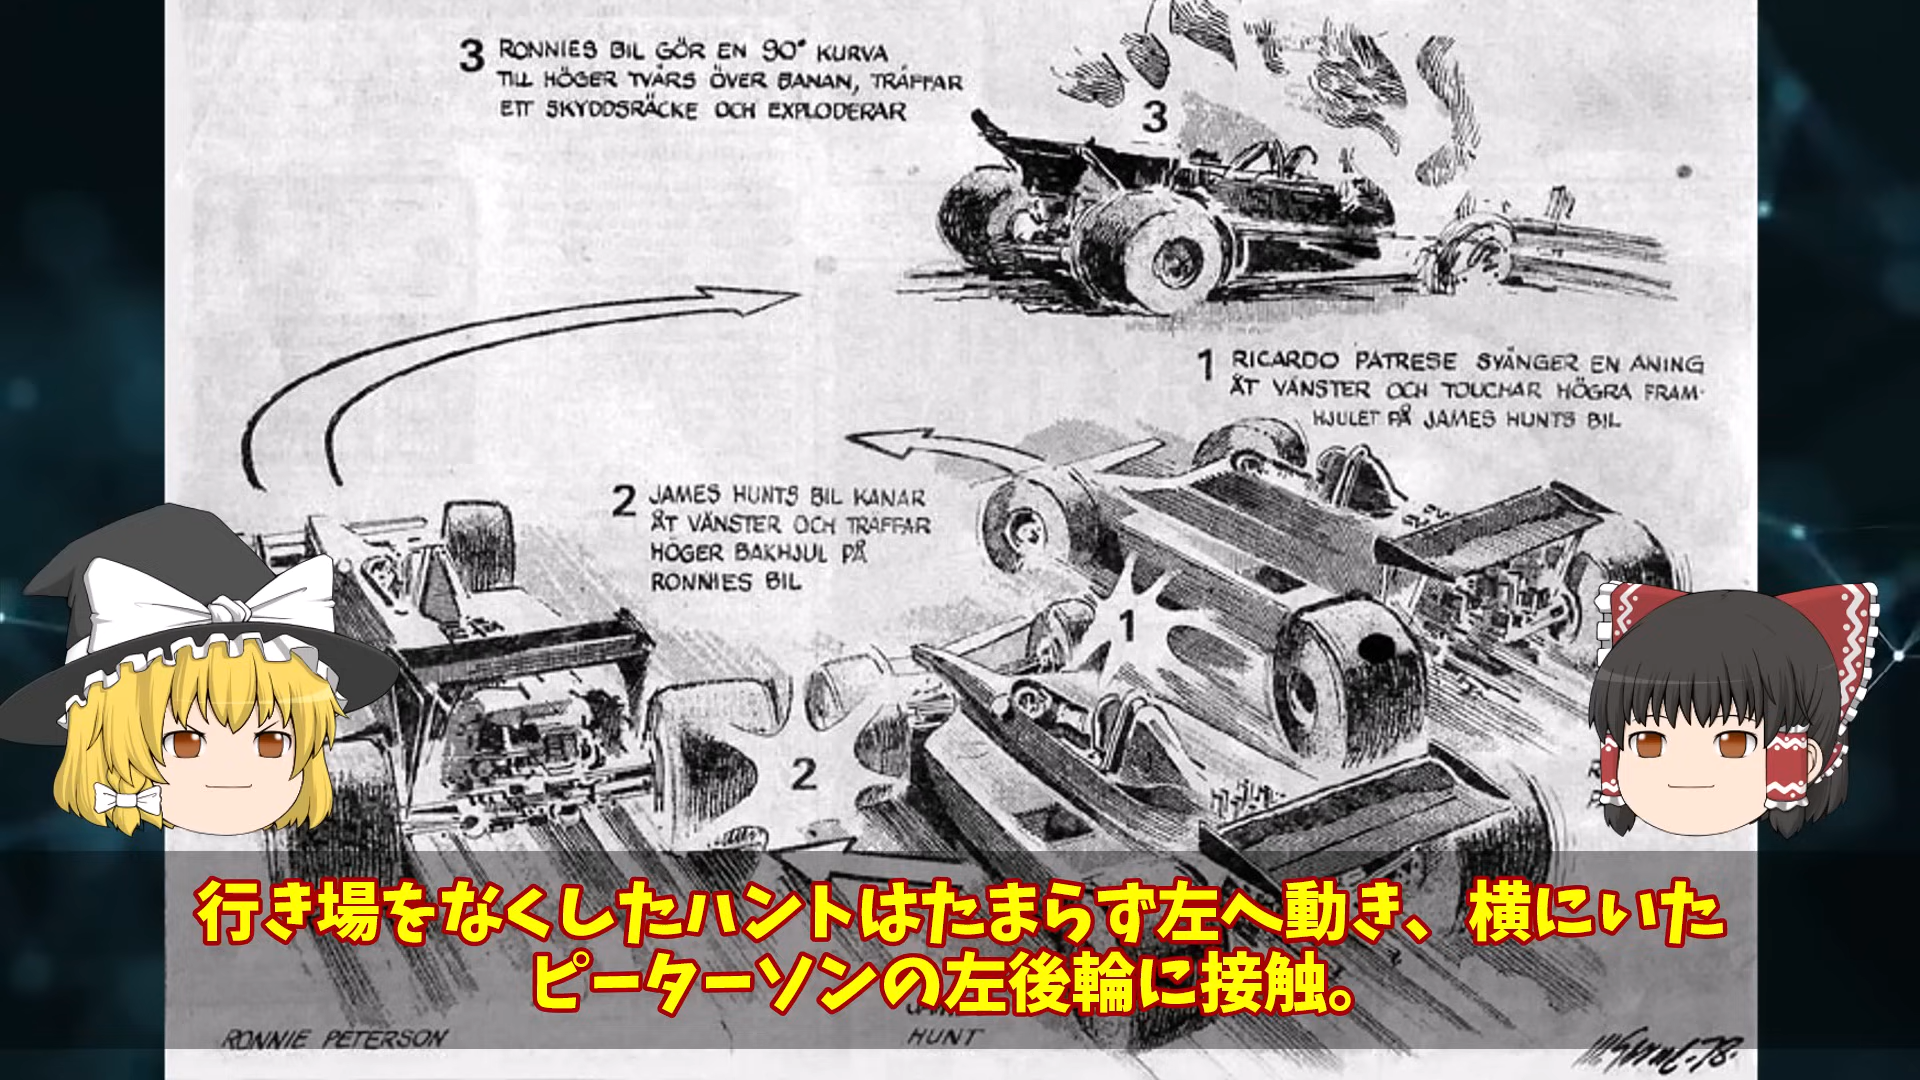 3 RONNIES BIL GÖR EN 90° KURVA
TILL HÖGER TVÄRS ÖVER BANAN, TRÄFFAR
ETT SKYDDSRÄCKE OCH EXPLODERAR
3
1 RICARDO PATRESE SVÄNGER EN ANING
ÅT VÄNSTER OCH TOUCHAR HÖGRA FRAM-
HJULET PÅ JAMES HUNTS BIL
2 JAMES HUNTS BIL KANAR
ÅT VÄNSTER OCH TRÄFFAR
HÖGER BAKHJUL PÅ
RONNIES BIL
1
2
行き場をなくしたハントはたまらず左へ動き、横にいた
ピーターソンの左後輪に接触。
RONNIE PETERSON
HUNT